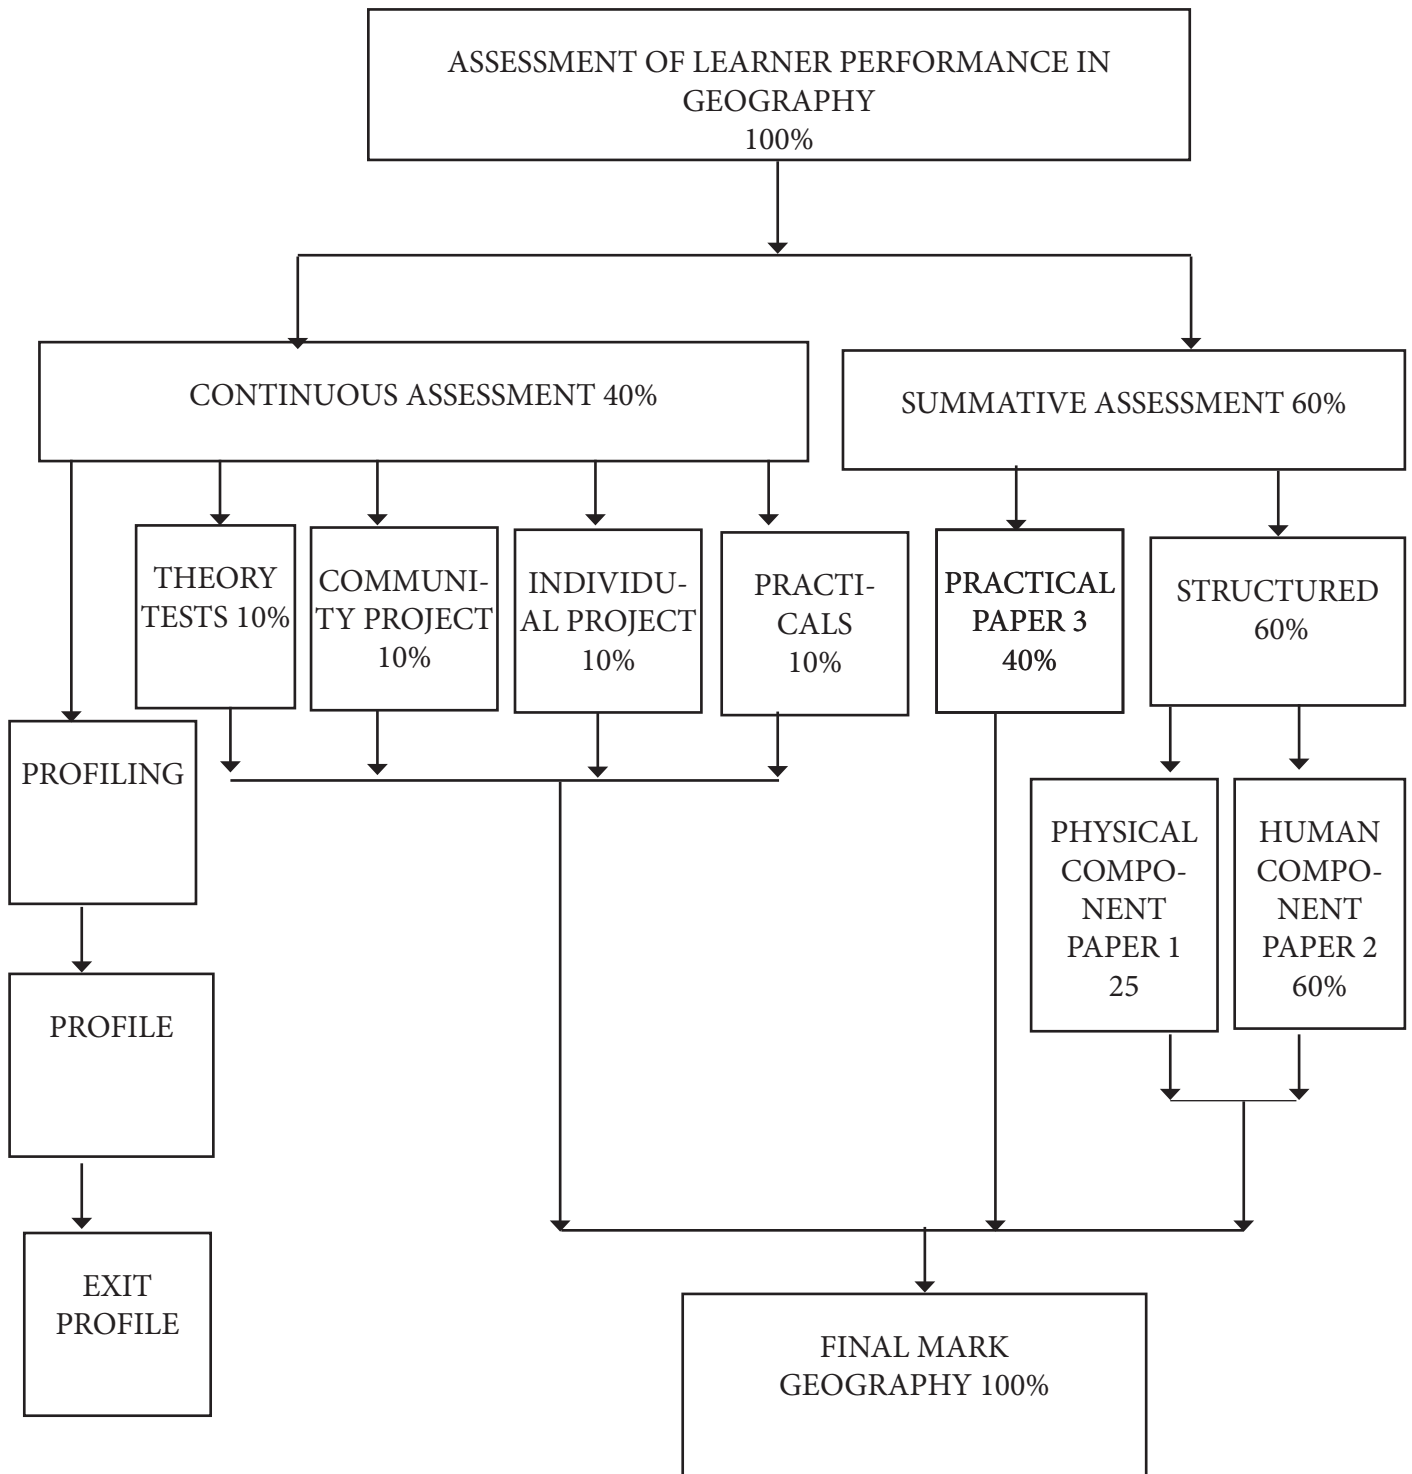 ASSESSMENT OF LEARNER PERFORMANCE IN
GEOGRAPHY
100%
CONTINUOUS ASSESSMENT 40%
SUMMATIVE ASSESSMENT 60%
THEORY
TESTS 10%
COMMUNI-
TY PROJECT
10%
INDIVIDU-
AL PROJECT
10%
PRACTI-
CALS
10%
PRACTICAL
PAPER 3
40%
STRUCTURED
60%
PROFILING
PHYSICAL
COMPO-
NENT
PAPER 1
25
HUMAN
COMPO-
NENT
PAPER 2
60%
PROFILE
EXIT
PROFILE
FINAL MARK
GEOGRAPHY 100%